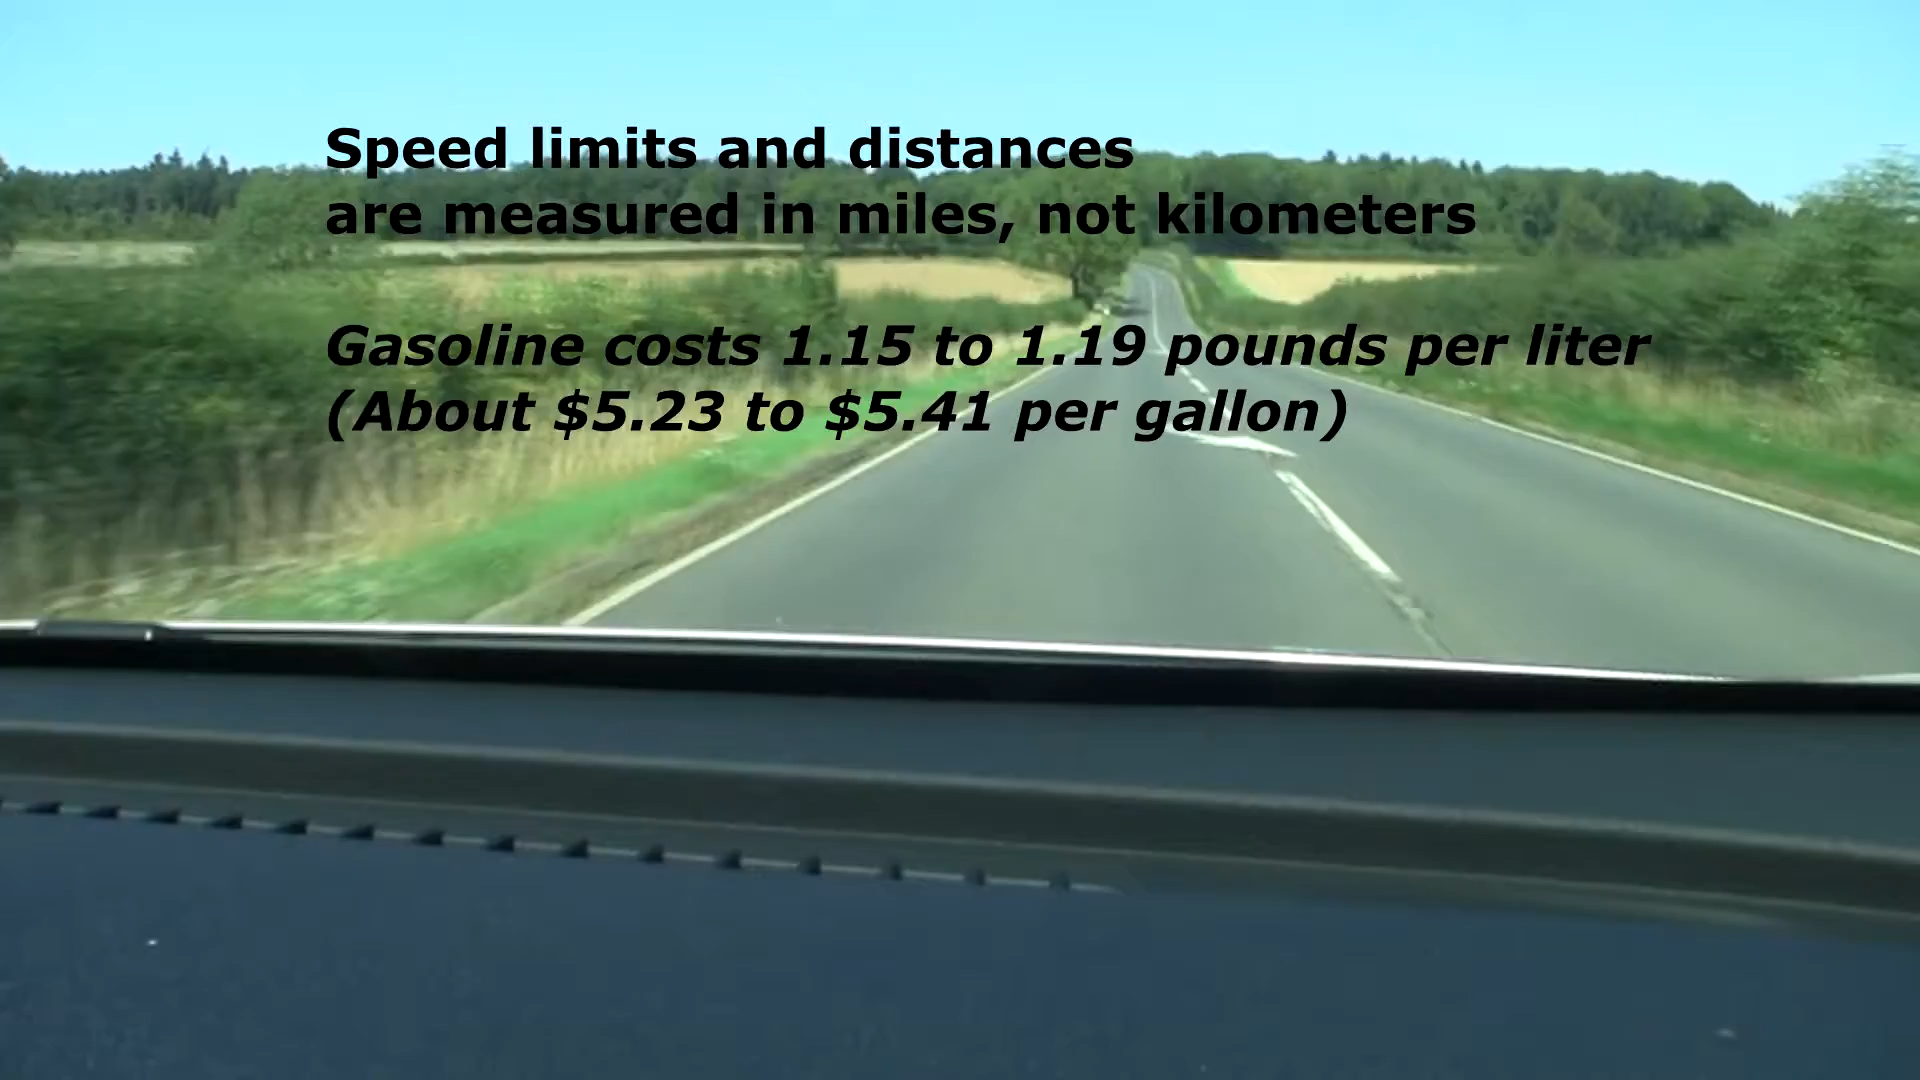 Speed limits and distances
are measured in miles, not kilometers
Gasoline costs 1.15 to 1.19 pounds per liter
(About $5.23 to $5.41 per gallon)